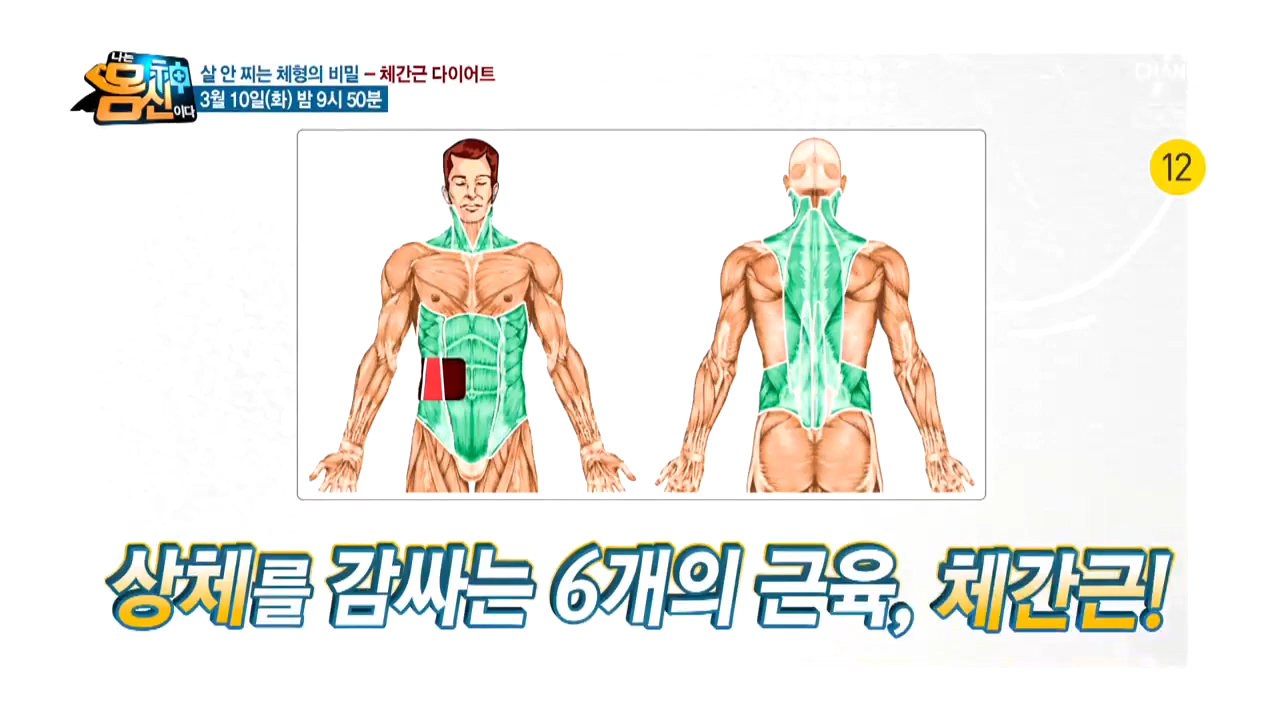 나는
몸神
신이다
살 안 찌는 체형의 비밀 – 체간근 다이어트
3월 10일(화) 밤 9시 50분
12
상체를 감싸는 6개의 근육, 체간근!